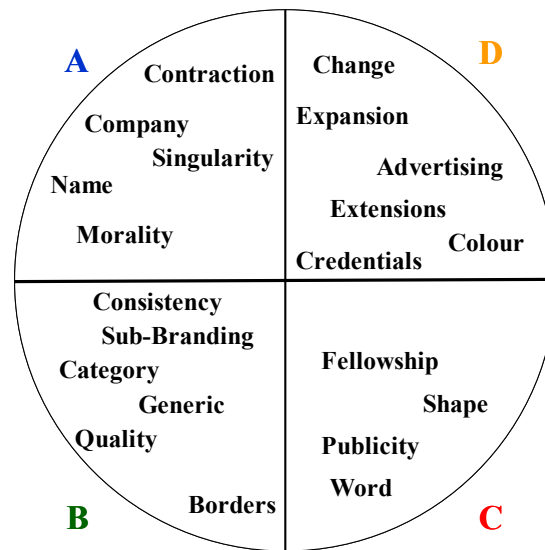 A
Contraction
Company
Singularity
Name
Morality
D
Change
Expansion
Advertising
Extensions
Colour
Credentials
Consistency
Sub-Branding
Category
Generic
Quality
Borders
B
Fellowship
Shape
Publicity
Word
C